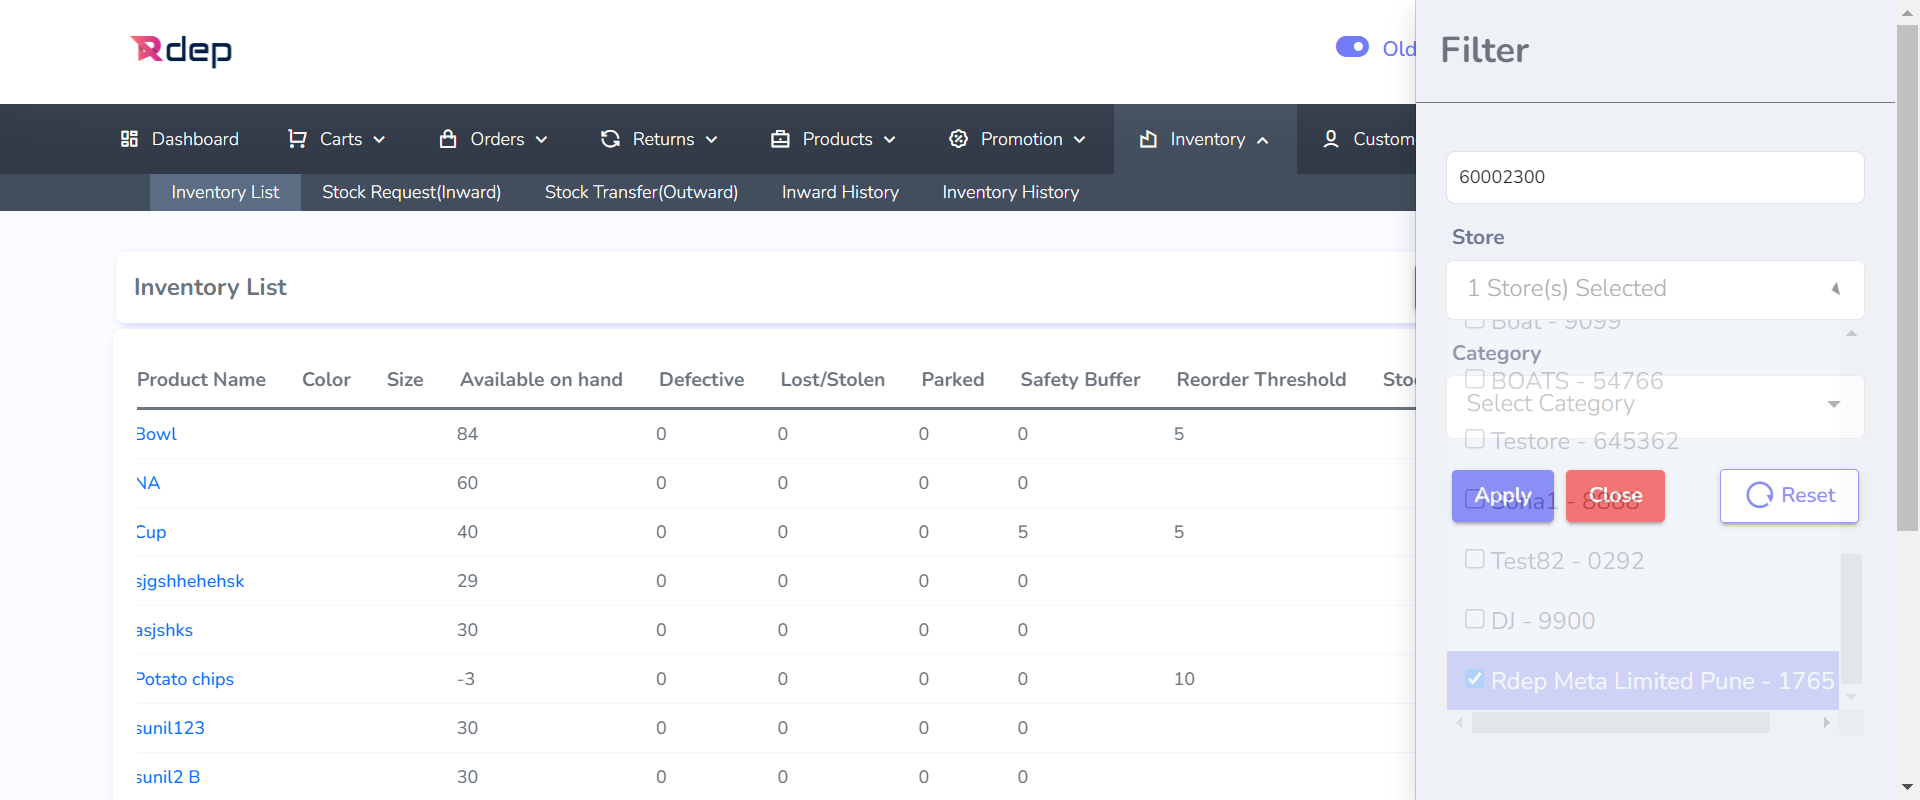 Rdep
Old
Dashboard Carts Orders Returns Products Promotion Inventory Custom
Inventory List Stock Request(Inward) Stock Transfer(Outward) Inward History Inventory History
Inventory List
Product Name Color Size Available on hand Defective Lost/Stolen Parked Safety Buffer Reorder Threshold Sto
Bowl 84 0 0 0 0 5
NA 60 0 0 0 0
Cup 40 0 0 0 5 5
sjgshhehehsk 29 0 0 0 0
asjshks 30 0 0 0 0
Potato chips -3 0 0 0 0 10
sunil123 30 0 0 0 0
sunil2 B 30 0 0 0 0
Filter
60002300
Store
1 Store(s) Selected
Boat - 9099
Category
BOATS - 54766
Select Category
Testore - 645362
Apply Close Reset
Sona1 - 8888
Test82 - 0292
DJ - 9900
Rdep Meta Limited Pune - 1765